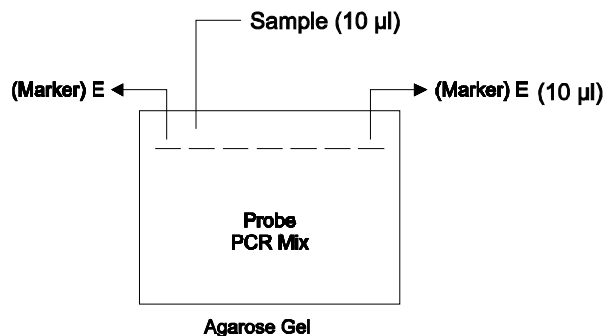 Sample (10 µl)
(Marker) E
(Marker) E (10 µl)
Probe
PCR Mix
Agarose Gel